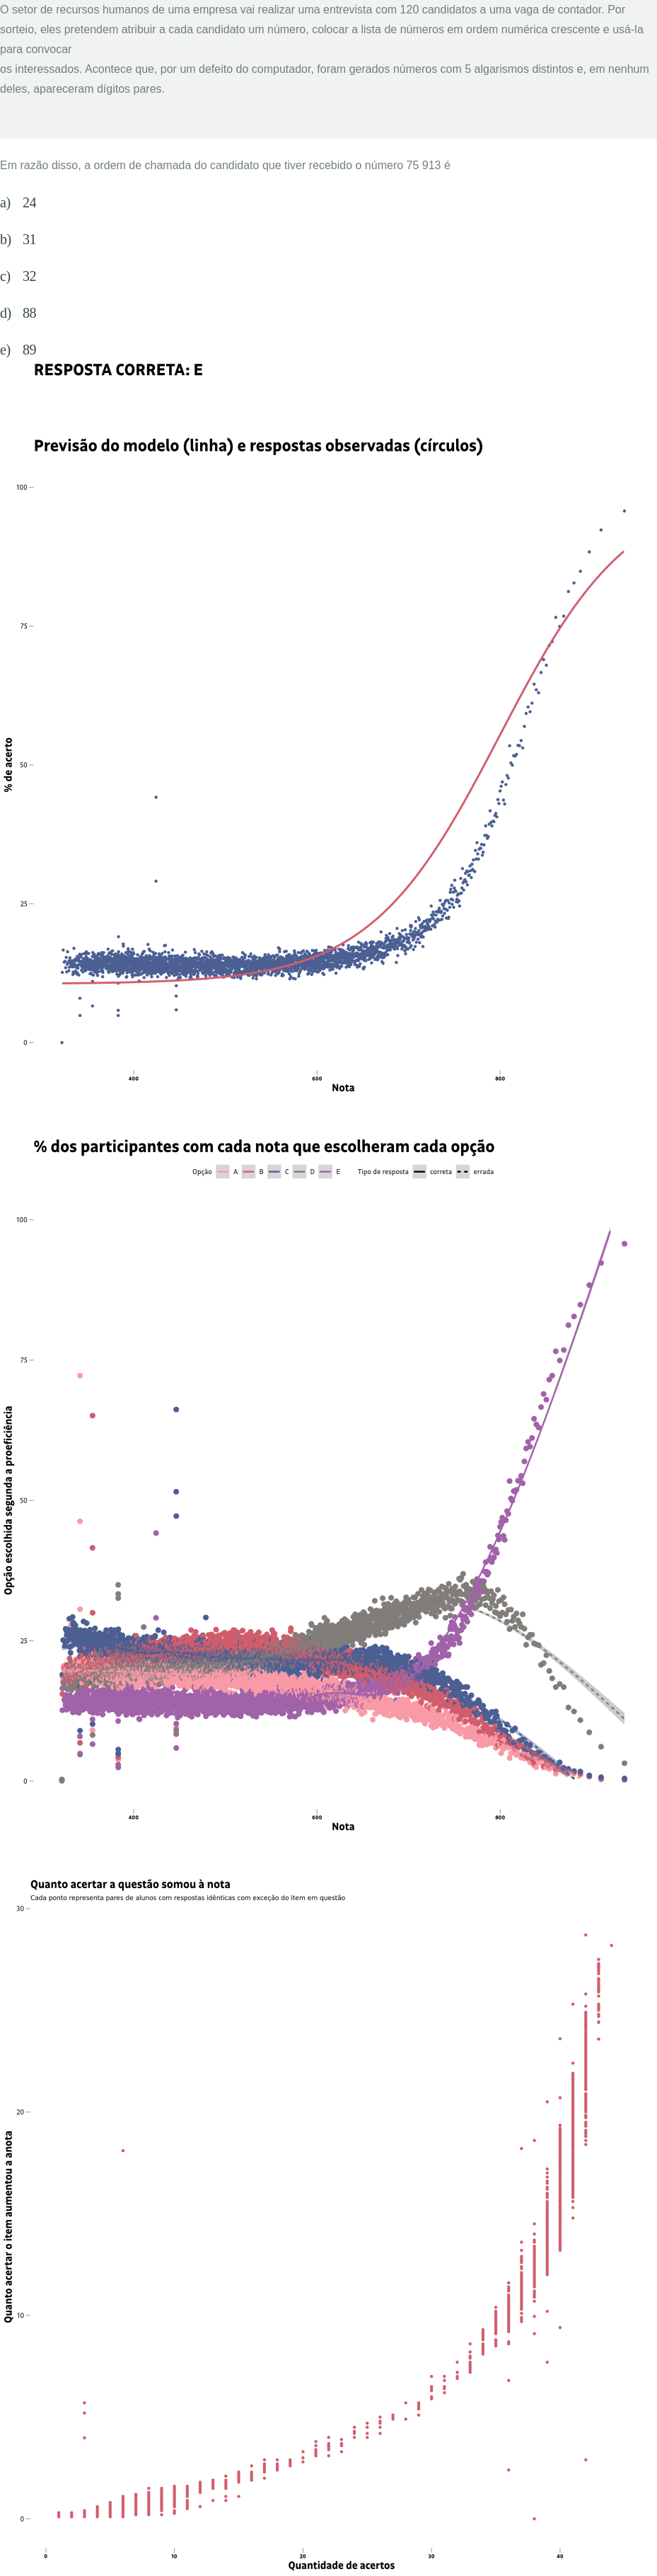 O setor de recursos humanos de uma empresa vai realizar uma entrevista com 120 candidatos a uma vaga de contador. Por
sorteio, eles pretendem atribuir a cada candidato um número, colocar a lista de números em ordem numérica crescente e usá-la
para convocar
os interessados. Acontece que, por um defeito do computador, foram gerados números com 5 algarismos distintos e, em nenhum
deles, apareceram dígitos pares.
Em razão disso, a ordem de chamada do candidato que tiver recebido o número 75 913 é
a) 24
b) 31
c) 32
d) 88
e) 89
RESPOSTA CORRETA: E
Previsão do modelo (linha) e respostas observadas (círculos)
100
75
50
25
0
% de acerto
400 600 800
Nota
% dos participantes com cada nota que escolheram cada opção
Opção A B C D E Tipo de resposta correta errada
100
75
50
25
0
Opção escolhida segunda a proeficiência
400 600 800
Nota
Quanto acertar a questão somou à nota
Cada ponto representa pares de alunos com respostas idênticas com exceção do item em questão
30
20
10
0
Quanto acertar o item aumentou a anota
0 10 20 30 40
Quantidade de acertos